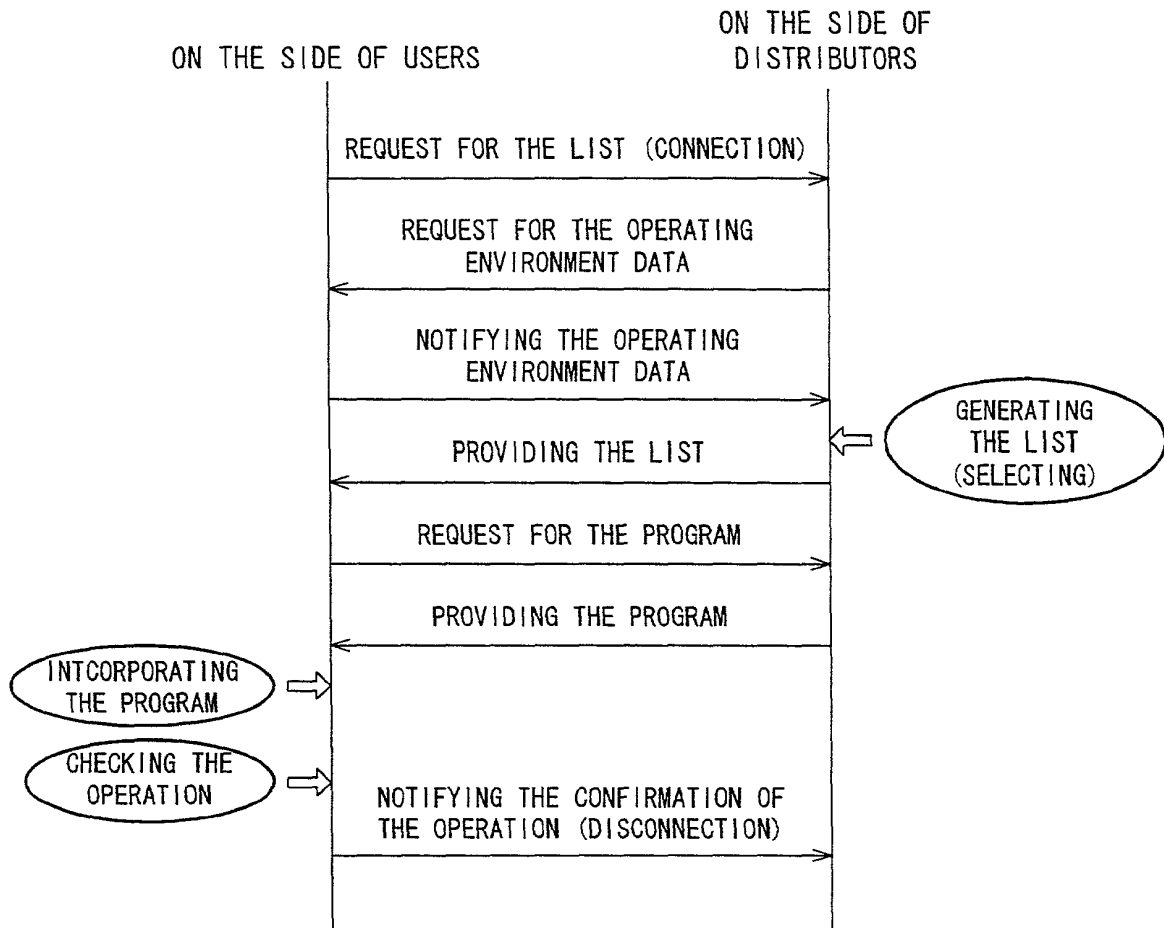 ON THE SIDE OF USERS
ON THE SIDE OF
DISTRIBUTORS
REQUEST FOR THE LIST (CONNECTION)
REQUEST FOR THE OPERATING
ENVIRONMENT DATA
NOTIFYING THE OPERATING
ENVIRONMENT DATA
GENERATING
THE LIST
(SELECTING)
PROVIDING THE LIST
REQUEST FOR THE PROGRAM
PROVIDING THE PROGRAM
INTCORPORATING
THE PROGRAM
CHECKING THE
OPERATION
NOTIFYING THE CONFIRMATION OF
THE OPERATION (DISCONNECTION)